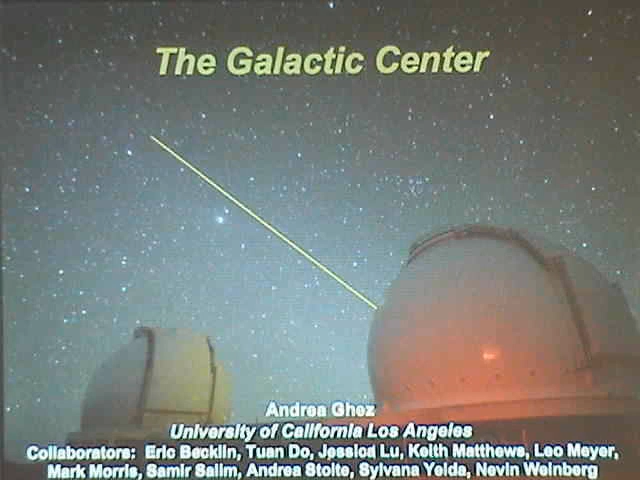 The Galactic Center
Andrea Ghez
University of California Los Angeles
Collaborators: Eric Becklin, Tuan Do, Jessica Lu, Keith Matthews, Leo Meyer,
Mark Morris, Samir Salim, Andrea Stolte, Sylvana Yelda, Nevin Weinberg